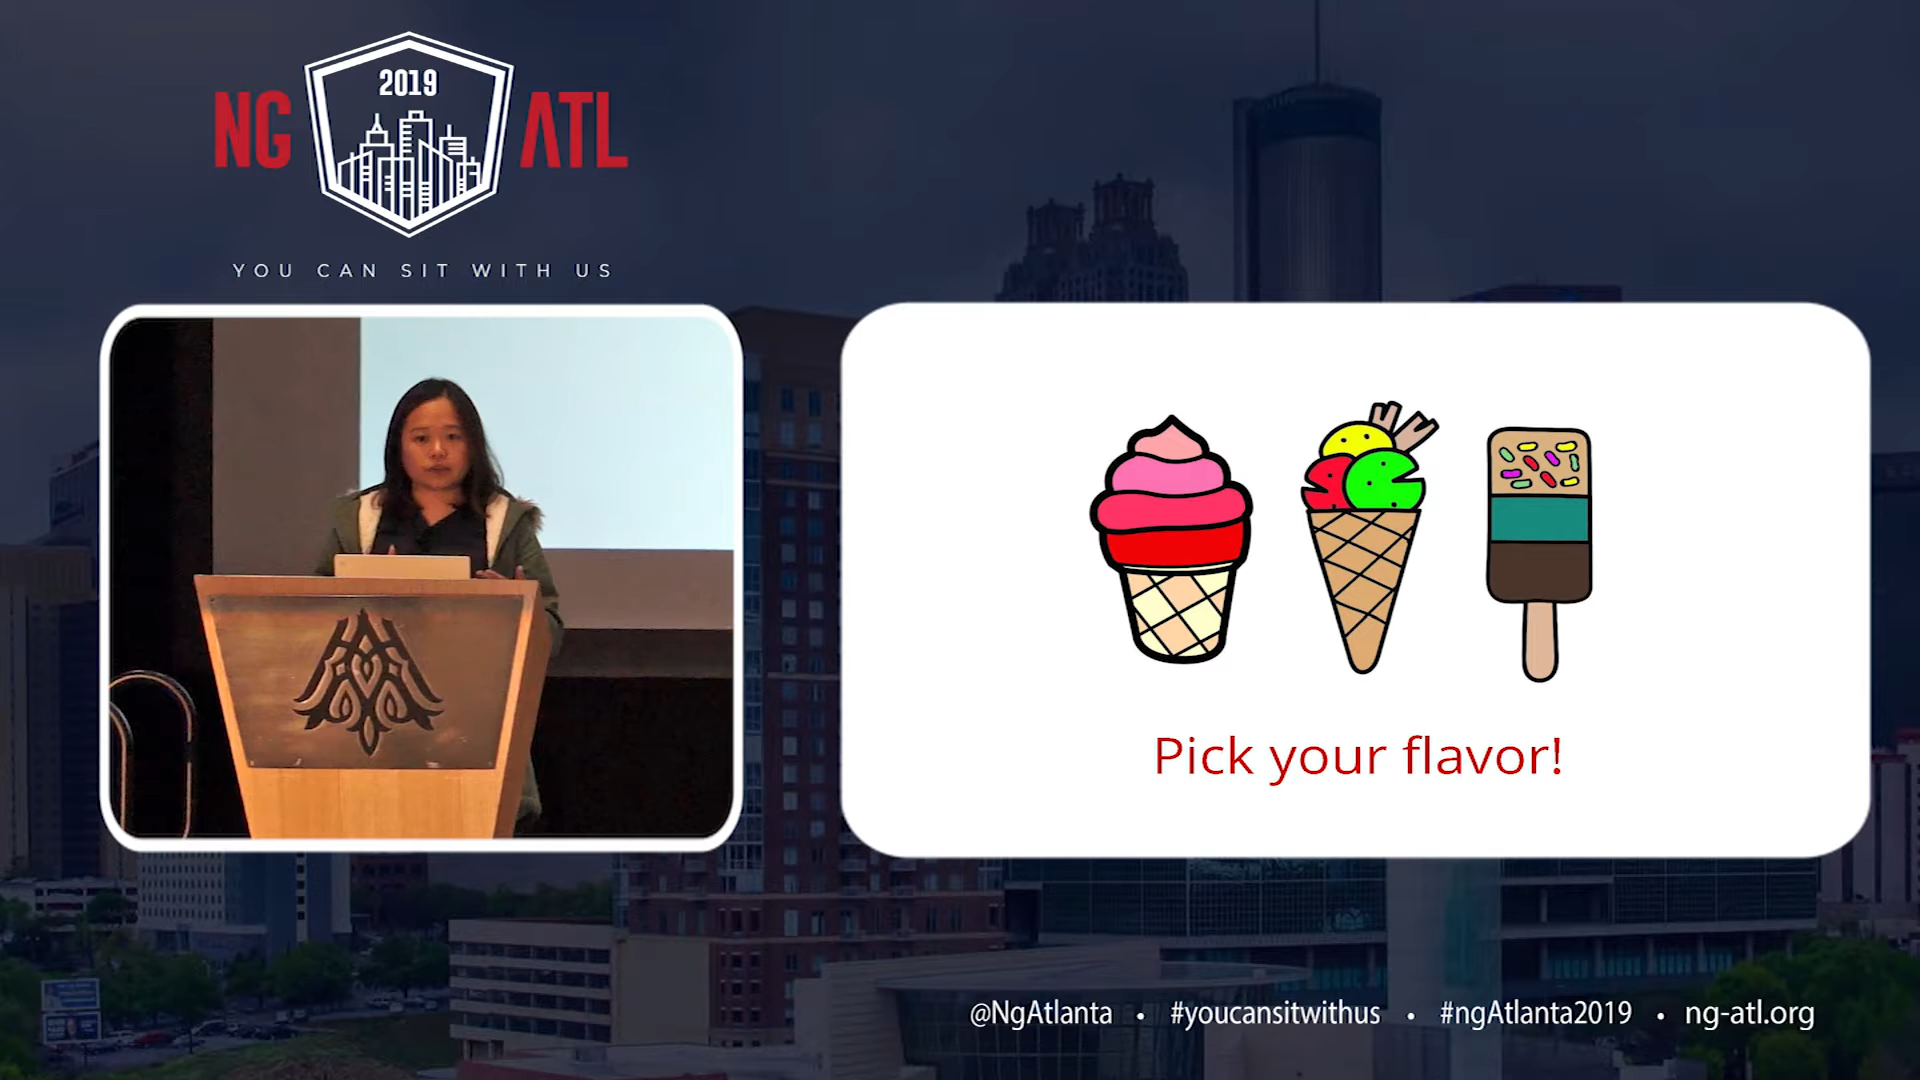 NG 2019 ATL
YOU CAN SIT WITH US
Pick your flavor!
@NgAtlanta • #youcansitwithus • #ngAtlanta2019 • ng-atl.org